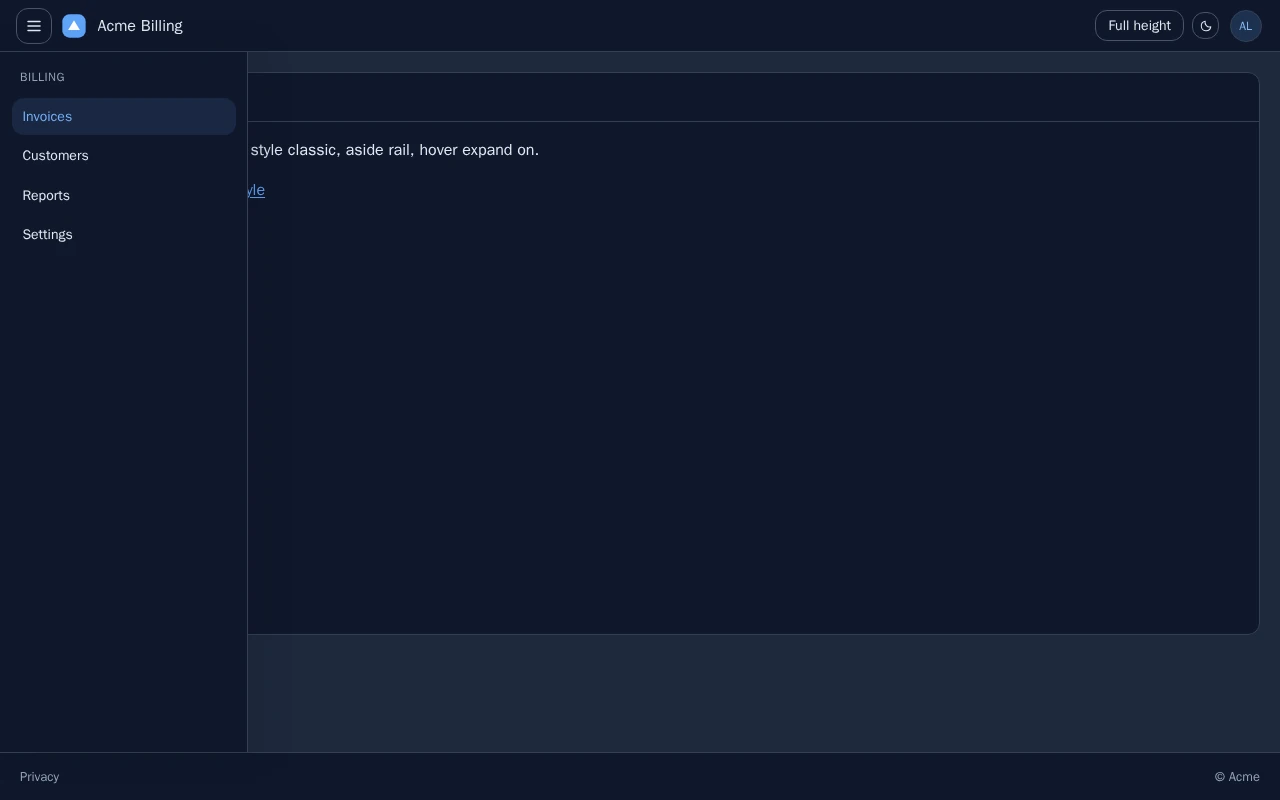 Acme Billing
Full height
AL
BILLING
Invoices
Customers
Reports
Settings
style classic, aside rail, hover expand on.
yle
Privacy
© Acme